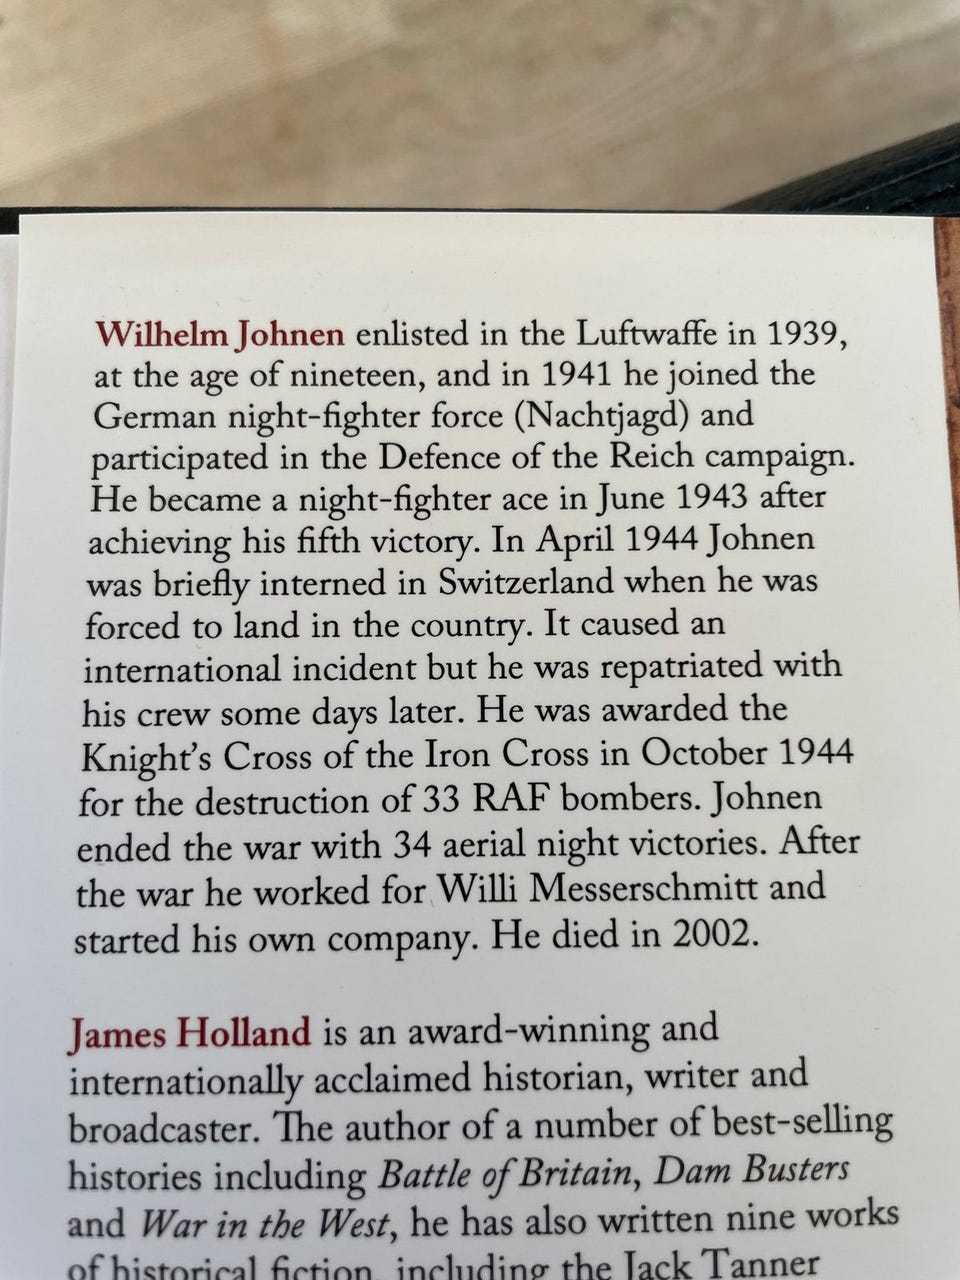 Wilhelm Johnen enlisted in the Luftwaffe in 1939,
at the age of nineteen, and in 1941 he joined the
German night-fighter force (Nachtjagd) and
participated in the Defence of the Reich campaign.
He became a night-fighter ace in June 1943 after
achieving his fifth victory. In April 1944 Johnen
was briefly interned in Switzerland when he was
forced to land in the country. It caused an
international incident but he was repatriated with
his crew some days later. He was awarded the
Knight’s Cross of the Iron Cross in October 1944
for the destruction of 33 RAF bombers. Johnen
ended the war with 34 aerial night victories. After
the war he worked for Willi Messerschmitt and
started his own company. He died in 2002.
James Holland is an award-winning and
internationally acclaimed historian, writer and
broadcaster. The author of a number of best-selling
histories including Battle of Britain, Dam Busters
and War in the West, he has also written nine works
of historical fiction, including the Jack Tanner